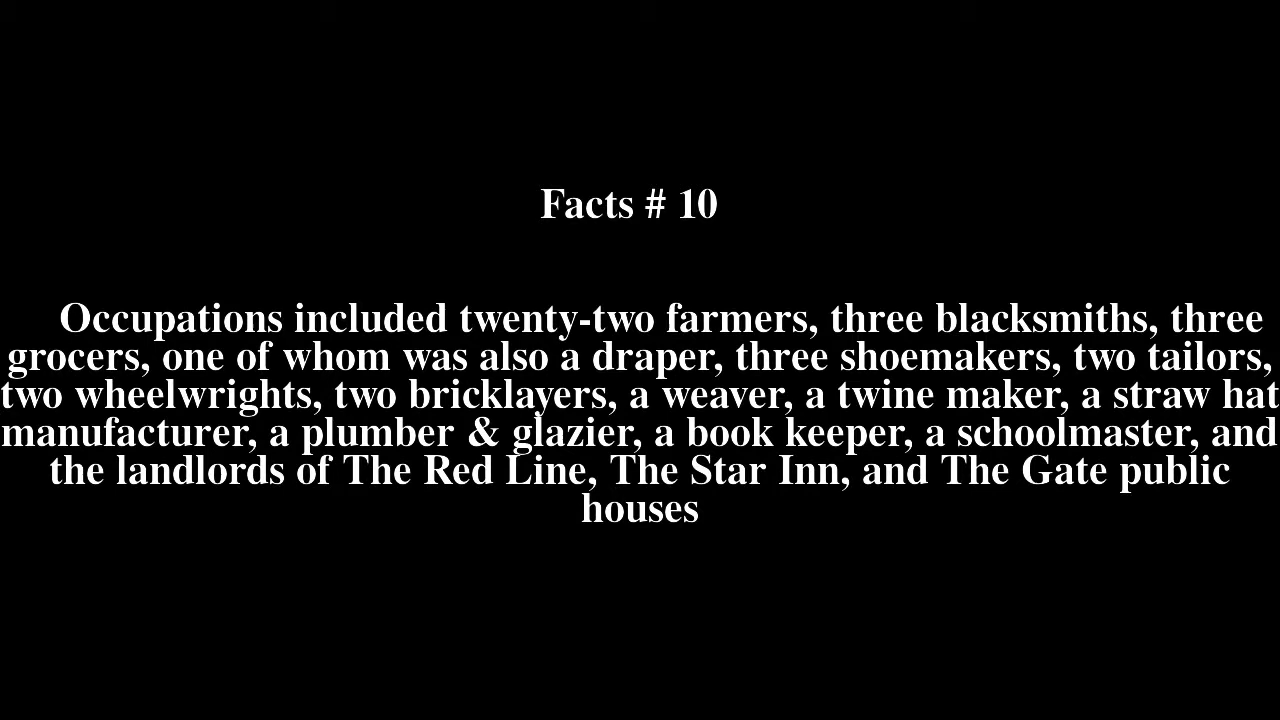 Facts # 10
Occupations included twenty-two farmers, three blacksmiths, three
grocers, one of whom was also a draper, three shoemakers, two tailors,
two wheelwrights, two bricklayers, a weaver, a twine maker, a straw hat
manufacturer, a plumber & glazier, a book keeper, a schoolmaster, and
the landlords of The Red Line, The Star Inn, and The Gate public
houses